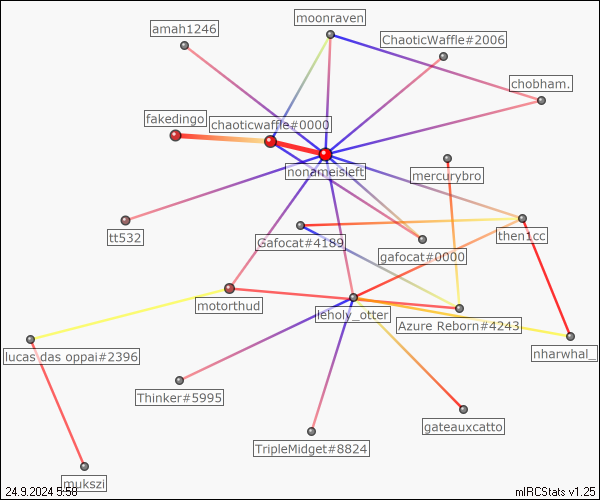 moonraven
amah1246
ChaoticWaffle#2006
chobham.
fakedingo
chaoticwaffle#0000
nonameisleft
mercurybro
tt532
then1cc
Gafocat#4189
gafocat#0000
motorthud
leholy_otter
Azure Reborn#4243
lucas das oppai#2396
nharwhal_
Thinker#5995
gateauxcatto
TripleMidget#8824
mukszi
24.9.2024 5:58
mIRCStats v1.25